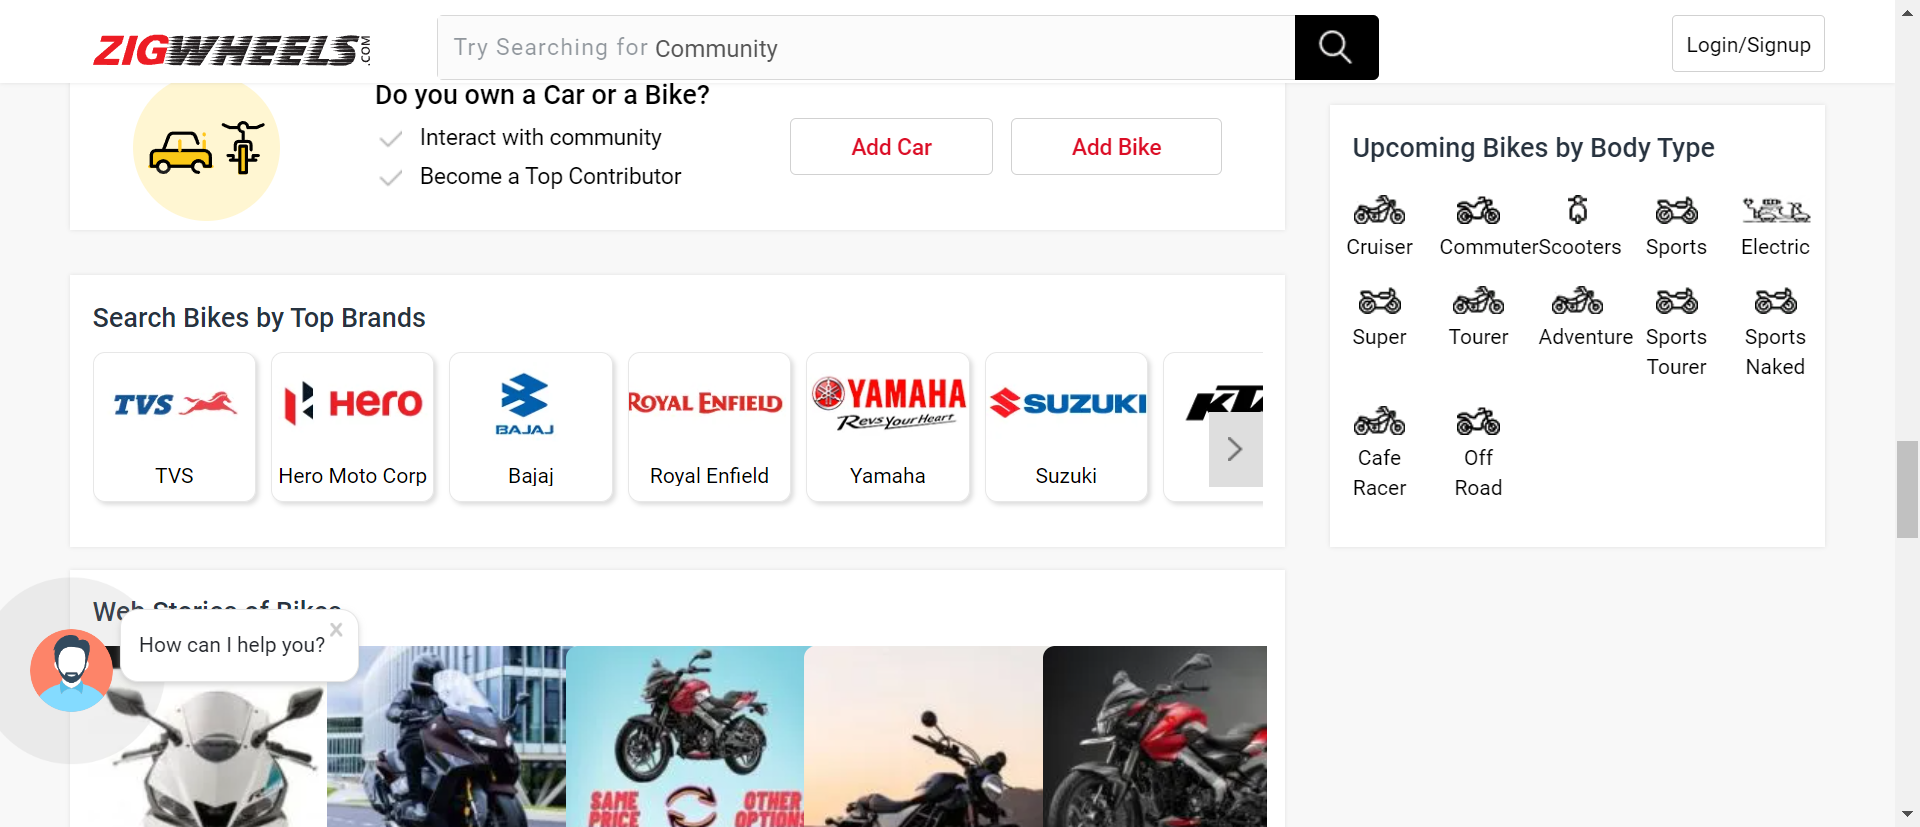 ZIGWHEELS.COM
Try Searching for Community
Login/Signup
Do you own a Car or a Bike?
Interact with community
Become a Top Contributor
Add Car
Add Bike
Search Bikes by Top Brands
TVS
HERO
BAJAJ
ROYAL ENFIELD
YAMAHA
Revs Your Heart
SUZUKI
TVS
Hero Moto Corp
Bajaj
Royal Enfield
Yamaha
Suzuki
Upcoming Bikes by Body Type
Cruiser
Commuter
Scooters
Sports
Electric
Super
Tourer
Adventure
Sports
Tourer
Sports
Naked
Cafe
Racer
Off
Road
Web Stories of Bikes
How can I help you?
SAME
PRICE
OTHER
OPTIONS